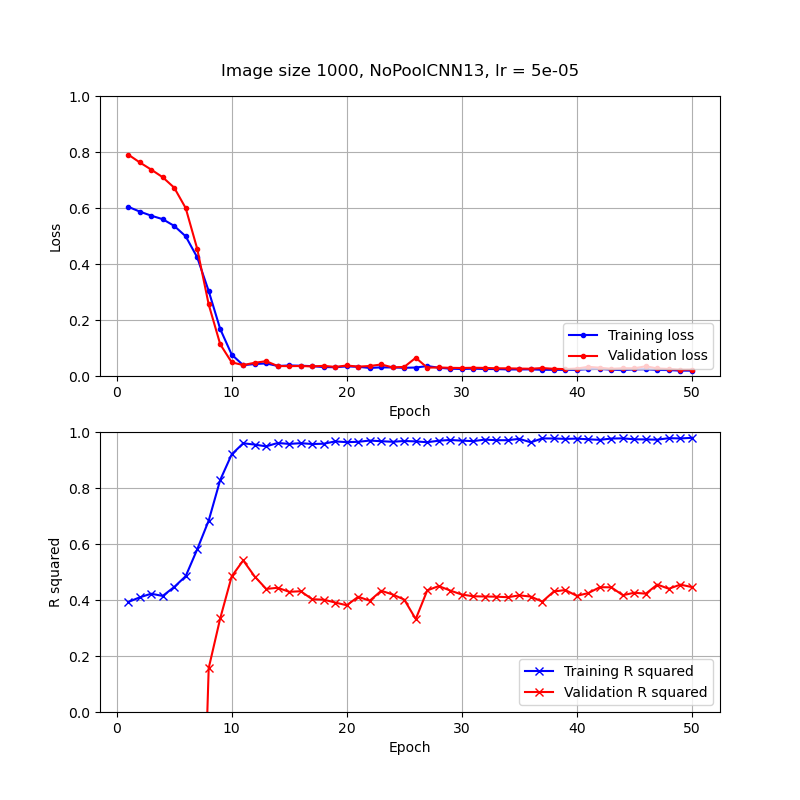 Image size 1000, NoPoolCNN13, lr = 5e-05
1.0
0.8
0.6
0.4
0.2
0.0
Loss
0 10 20 30 40 50
Epoch
Training loss
Validation loss
1.0
0.8
0.6
0.4
0.2
0.0
R squared
0 10 20 30 40 50
Epoch
Training R squared
Validation R squared